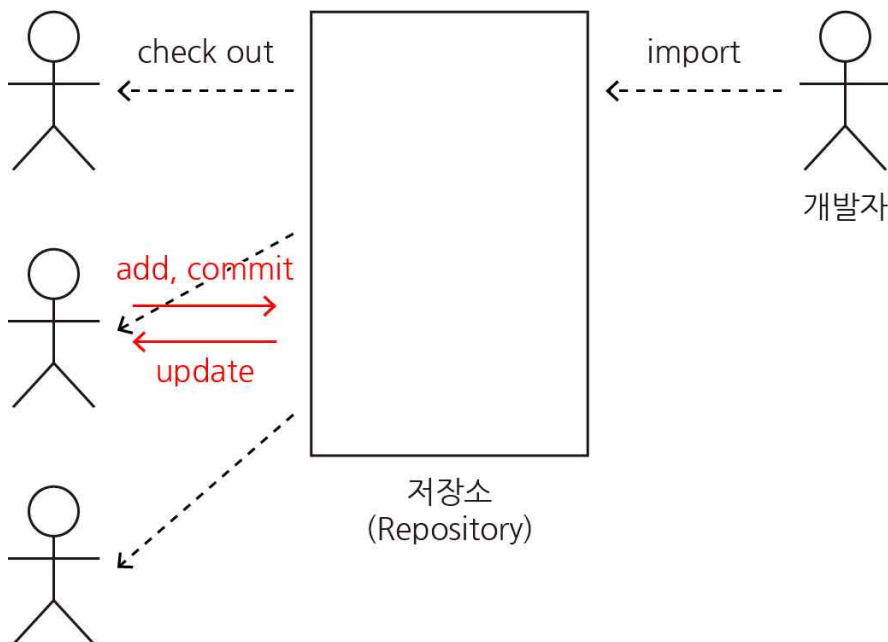 check out
import
개발자
add, commit
update
저장소
(Repository)